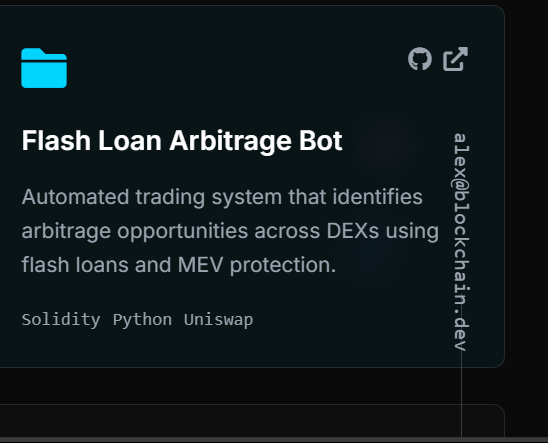 Flash Loan Arbitrage Bot
Automated trading system that identifies
arbitrage opportunities across DEXs using
flash loans and MEV protection.
Solidity Python Uniswap
alex@blockchain.dev